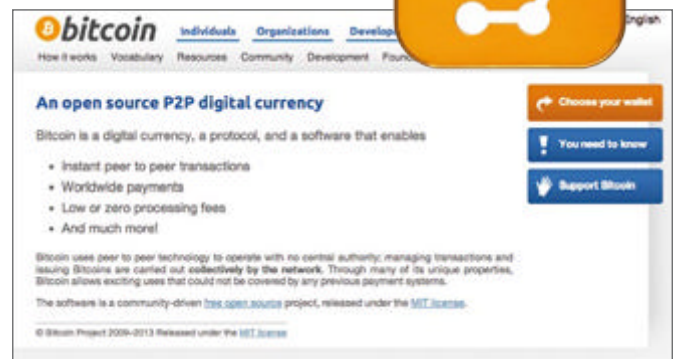 bitcoin Individuals Organizations English
How it works Vocabulary Resources Community Development
An open source P2P digital currency
Choose your wallet
Bitcoin is a digital currency, a protocol, and a software that enables
You need to know
• Instant peer to peer transactions
• Worldwide payments
Support Bitcoin
• Low or zero processing fees
• And much more!
Bitcoin uses peer to peer technology to operate with no central authority; managing transactions and
issuing Bitcoins are carried out collectively by the network. Through many of its unique properties,
Bitcoin allows exciting uses that could not be covered by any previous payment systems.
The software is a community-driven free open source project, released under the MIT license.
© Bitcoin Project 2009-2013 Released under the MIT license